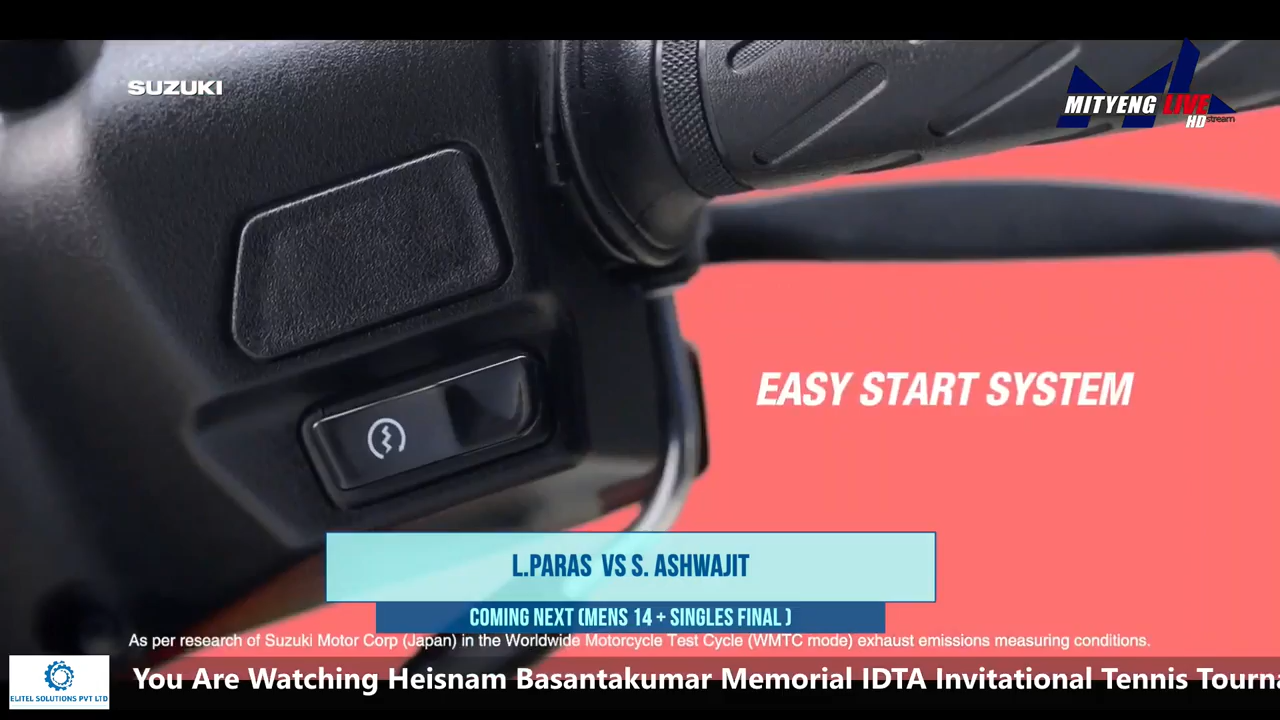 SUZUKI
MITYENG LIVE
HD stream
EASY START SYSTEM
L.PARAS VS S. ASHWAJIT
COMING NEXT (MENS 14 + SINGLES FINAL )
As per research of Suzuki Motor Corp (Japan) in the Worldwide Motorcycle Test Cycle (WMTC mode) exhaust emissions measuring conditions.
You Are Watching Heisnam Basantakumar Memorial IDTA Invitational Tennis Tourna
ELITEL SOLUTIONS PVT LTD